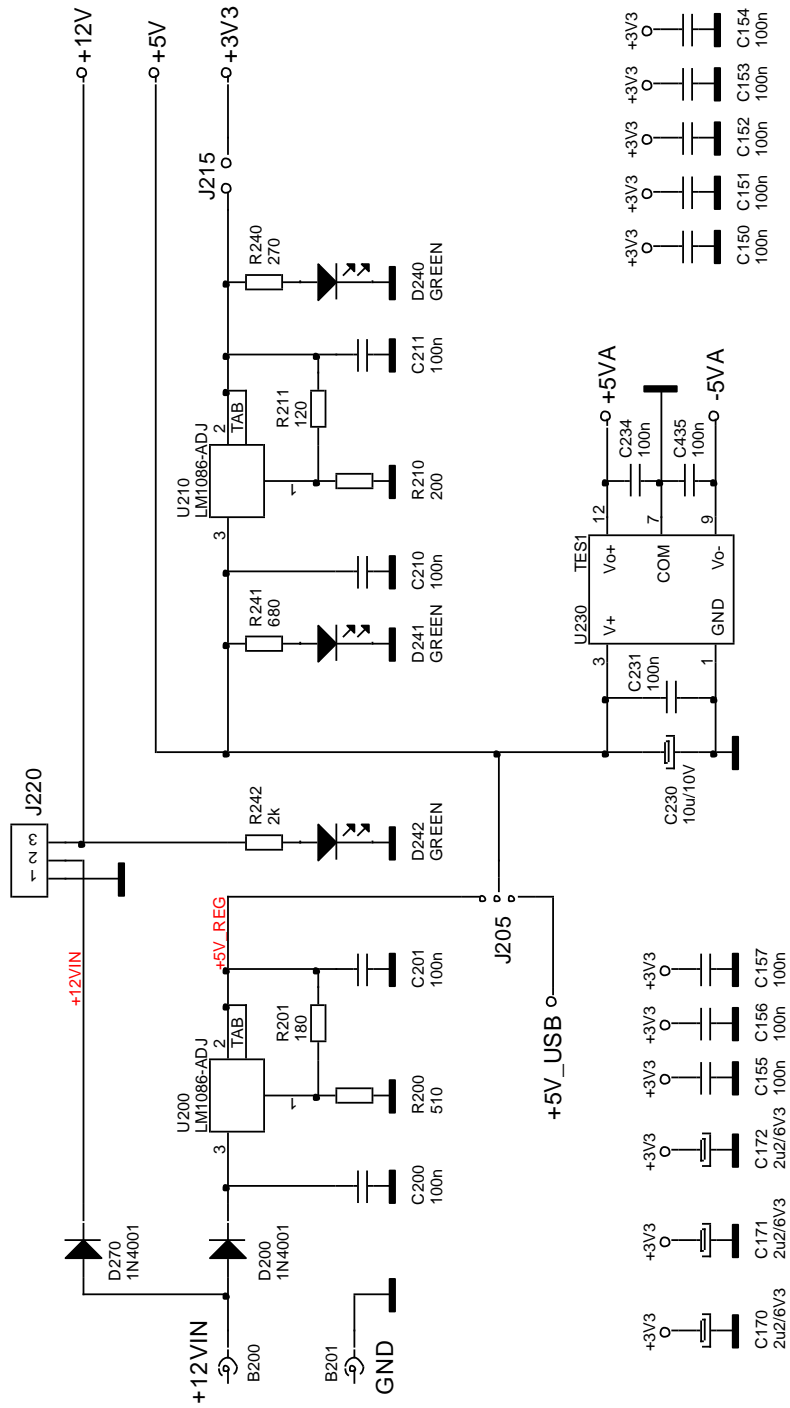 +12VIN
B200
B201
GND
D270
1N4001
D200
1N4001
+12VIN
J220
1
2
3
+12V
+5V
+3V3
C200
100n
U200
LM1086-ADJ
3
2
TAB
1
R200
510
R201
180
C201
100n
+5V_REG
R242
2k
D242
GREEN
J205
+5V_USB
R241
680
D241
GREEN
C210
100n
U210
LM1086-ADJ
3
2
TAB
1
R210
200
R211
120
C211
100n
R240
270
D240
GREEN
J215
C230
10u/10V
C231
100n
U230
TES1
3
V+
1
GND
12
Vo+
7
COM
9
Vo-
C234
100n
C435
100n
+5VA
-5VA
+3V3
C170
2u2/6V3
+3V3
C171
2u2/6V3
+3V3
C172
2u2/6V3
+3V3
C155
100n
+3V3
C156
100n
+3V3
C157
100n
+3V3
C150
100n
+3V3
C151
100n
+3V3
C152
100n
+3V3
C153
100n
+3V3
C154
100n